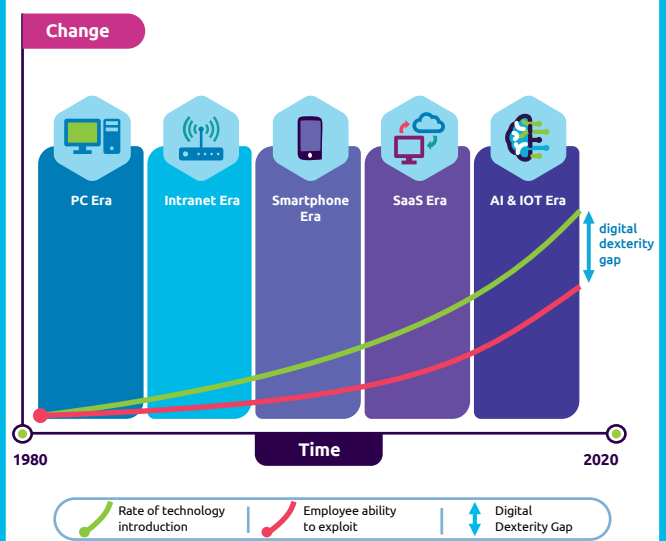 Change
PC Era
Intranet Era
Smartphone
Era
SaaS Era
AI & IOT Era
digital
dexterity
gap
Time
1980
2020
Rate of technology
introduction
Employee ability
to exploit
Digital
Dexterity Gap